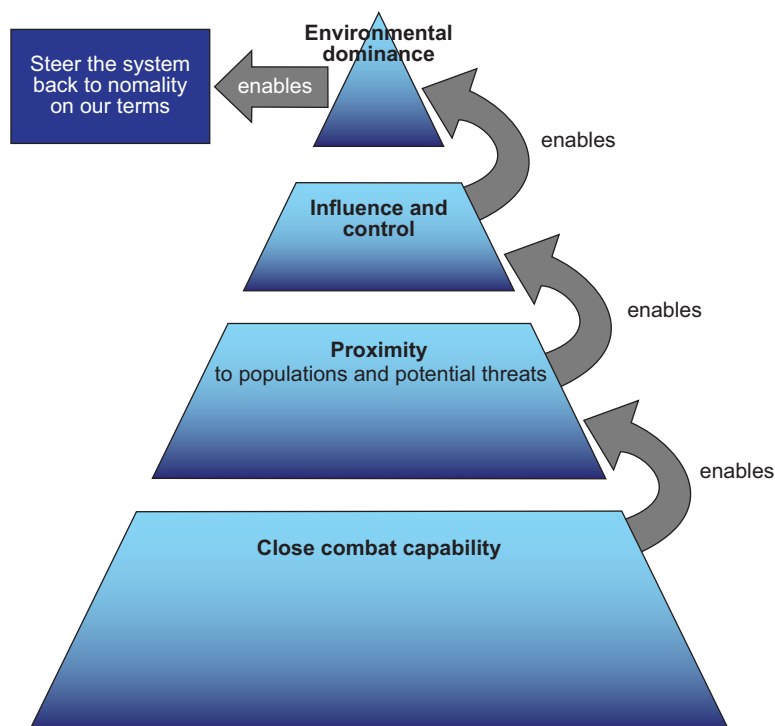 Environmental
dominance
Steer the system
back to nomality
on our terms
enables
enables
Influence and
control
enables
Proximity
to populations and potential threats
enables
Close combat capability